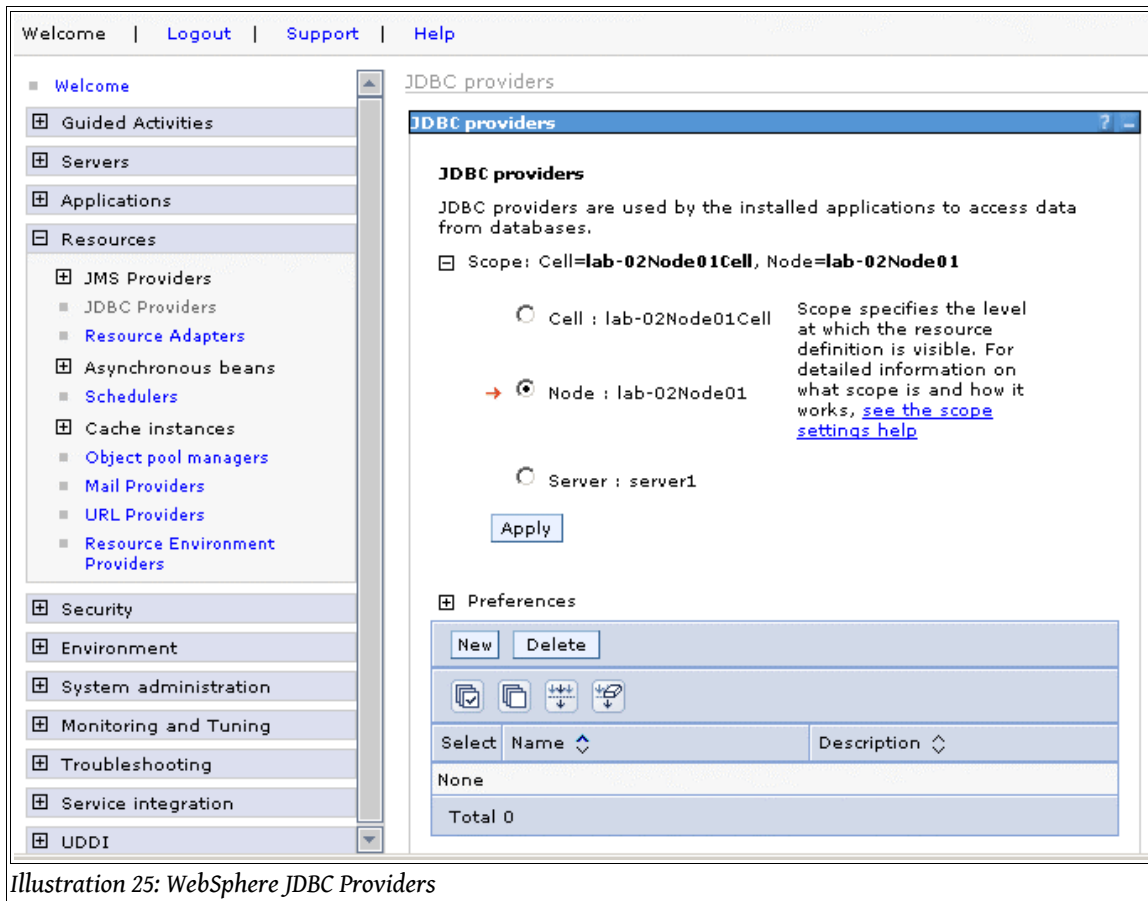 Welcome | Logout | Support | Help
Welcome
Guided Activities
Servers
Applications
Resources
JMS Providers
JDBC Providers
Resource Adapters
Asynchronous beans
Schedulers
Cache instances
Object pool managers
Mail Providers
URL Providers
Resource Environment
Providers
Security
Environment
System administration
Monitoring and Tuning
Troubleshooting
Service integration
UDDI
JDBC providers
JDBC providers ? _
JDBC providers
JDBC providers are used by the installed applications to access data
from databases.
Scope: Cell=lab-02Node01Cell, Node=lab-02Node01
Cell : lab-02Node01Cell
Node : lab-02Node01
Server : server1
Scope specifies the level
at which the resource
definition is visible. For
detailed information on
what scope is and how it
works, see the scope
settings help
Apply
Preferences
New Delete
Select Name Description
None
Total 0
Illustration 25: WebSphere JDBC Providers